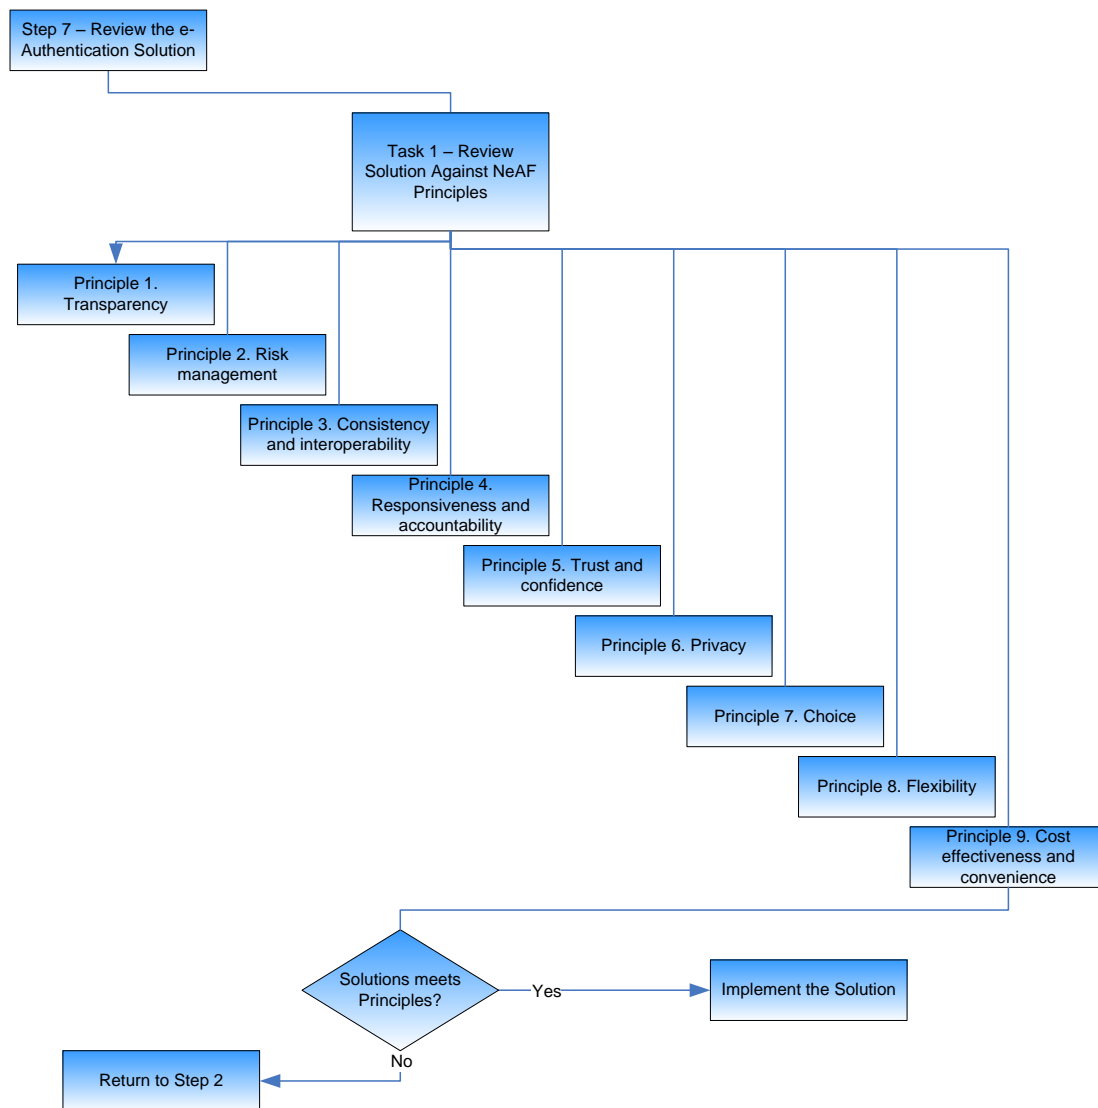 Step 7 – Review the e-
Authentication Solution
Task 1 – Review
Solution Against NeAF
Principles
Principle 1.
Transparency
Principle 2. Risk
management
Principle 3. Consistency
and interoperability
Principle 4.
Responsiveness and
accountability
Principle 5. Trust and
confidence
Principle 6. Privacy
Principle 7. Choice
Principle 8. Flexibility
Principle 9. Cost
effectiveness and
convenience
Solutions meets
Principles?
Yes
Implement the Solution
No
Return to Step 2